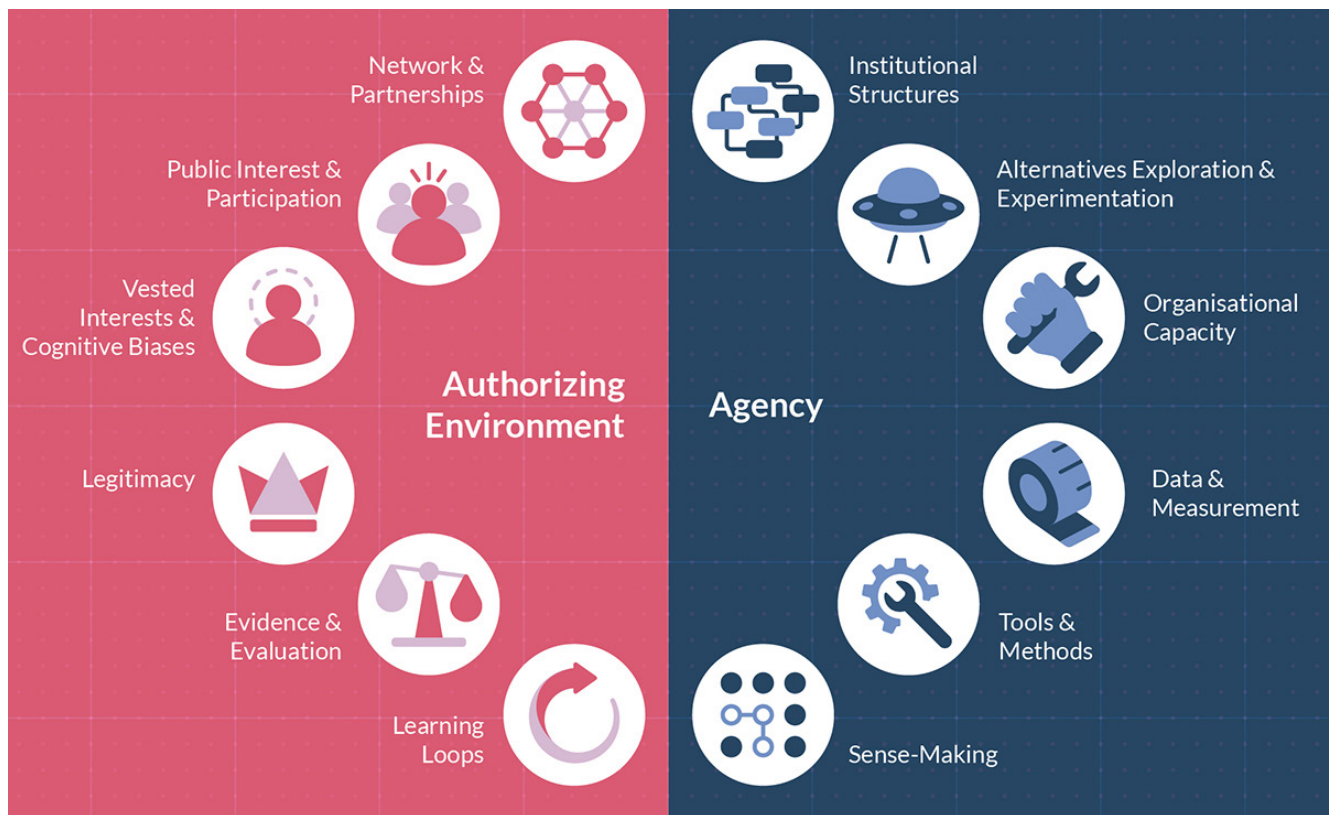 Network &
Partnerships
Public Interest &
Participation
Vested
Interests &
Cognitive Biases
Authorizing
Environment
Legitimacy
Evidence &
Evaluation
Learning
Loops
Institutional
Structures
Alternatives Exploration &
Experimentation
Organisational
Capacity
Agency
Data &
Measurement
Tools &
Methods
Sense-Making